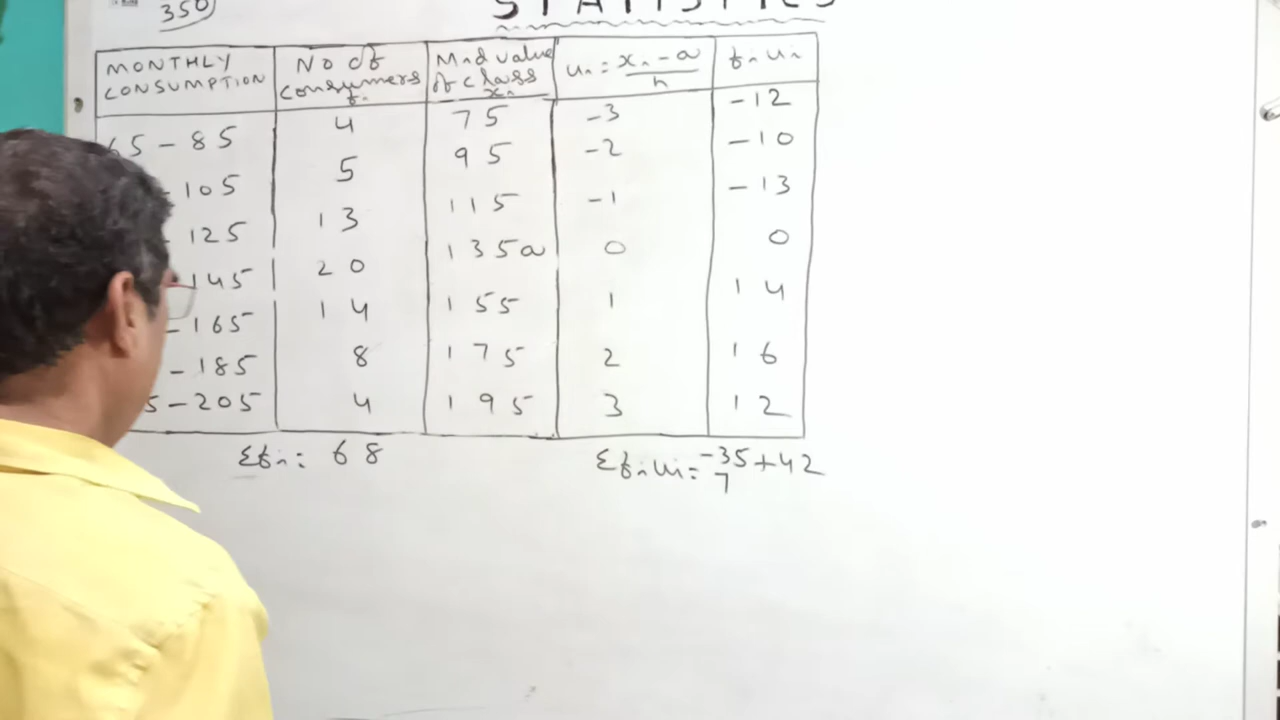 350
STATISTICS
MONTHLY CONSUMPTION | No of consumers fi | Mid value of class xi | ui = xi - a / h | fi ui
65-85 | 4 | 75 | -3 | -12
-105 | 5 | 95 | -2 | -10
-125 | 13 | 115 | -1 | -13
-145 | 20 | 135a | 0 | 0
-165 | 14 | 155 | 1 | 14
-185 | 8 | 175 | 2 | 16
5-205 | 4 | 195 | 3 | 12
Σfi = 68 Σfiui = -35+42
7